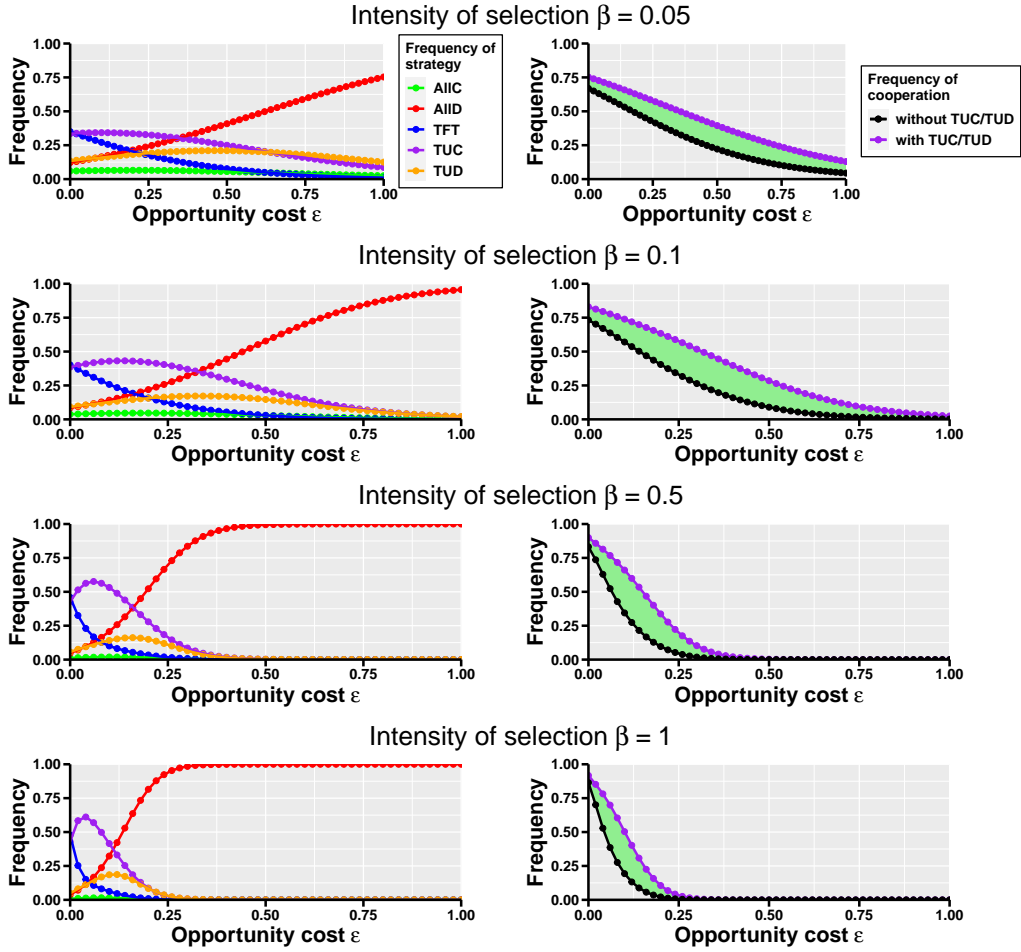 Intensity of selection β = 0.05
Frequency
1.00
0.75
0.50
0.25
0.00
0.00 0.25 0.50 0.75 1.00
Opportunity cost ε
Frequency of
strategy
AllC
AllD
TFT
TUC
TUD
Frequency
1.00
0.75
0.50
0.25
0.00
0.00 0.25 0.50 0.75 1.00
Opportunity cost ε
Frequency of
cooperation
without TUC/TUD
with TUC/TUD
Intensity of selection β = 0.1
Frequency
1.00
0.75
0.50
0.25
0.00
0.00 0.25 0.50 0.75 1.00
Opportunity cost ε
Frequency
1.00
0.75
0.50
0.25
0.00
0.00 0.25 0.50 0.75 1.00
Opportunity cost ε
Intensity of selection β = 0.5
Frequency
1.00
0.75
0.50
0.25
0.00
0.00 0.25 0.50 0.75 1.00
Opportunity cost ε
Frequency
1.00
0.75
0.50
0.25
0.00
0.00 0.25 0.50 0.75 1.00
Opportunity cost ε
Intensity of selection β = 1
Frequency
1.00
0.75
0.50
0.25
0.00
0.00 0.25 0.50 0.75 1.00
Opportunity cost ε
Frequency
1.00
0.75
0.50
0.25
0.00
0.00 0.25 0.50 0.75 1.00
Opportunity cost ε